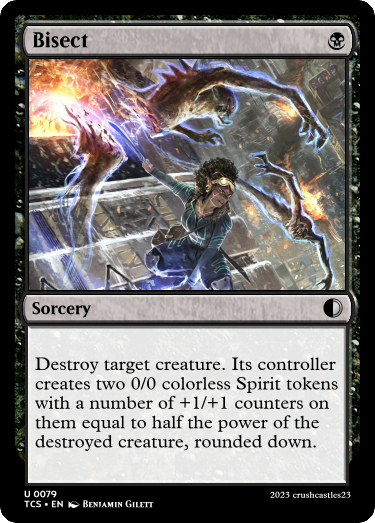 Bisect
Sorcery
Destroy target creature. Its controller
creates two 0/0 colorless Spirit tokens
with a number of +1/+1 counters on
them equal to half the power of the
destroyed creature, rounded down.
U 0079
TCS • EN Benjamin Gilett
2023 crushcastles23